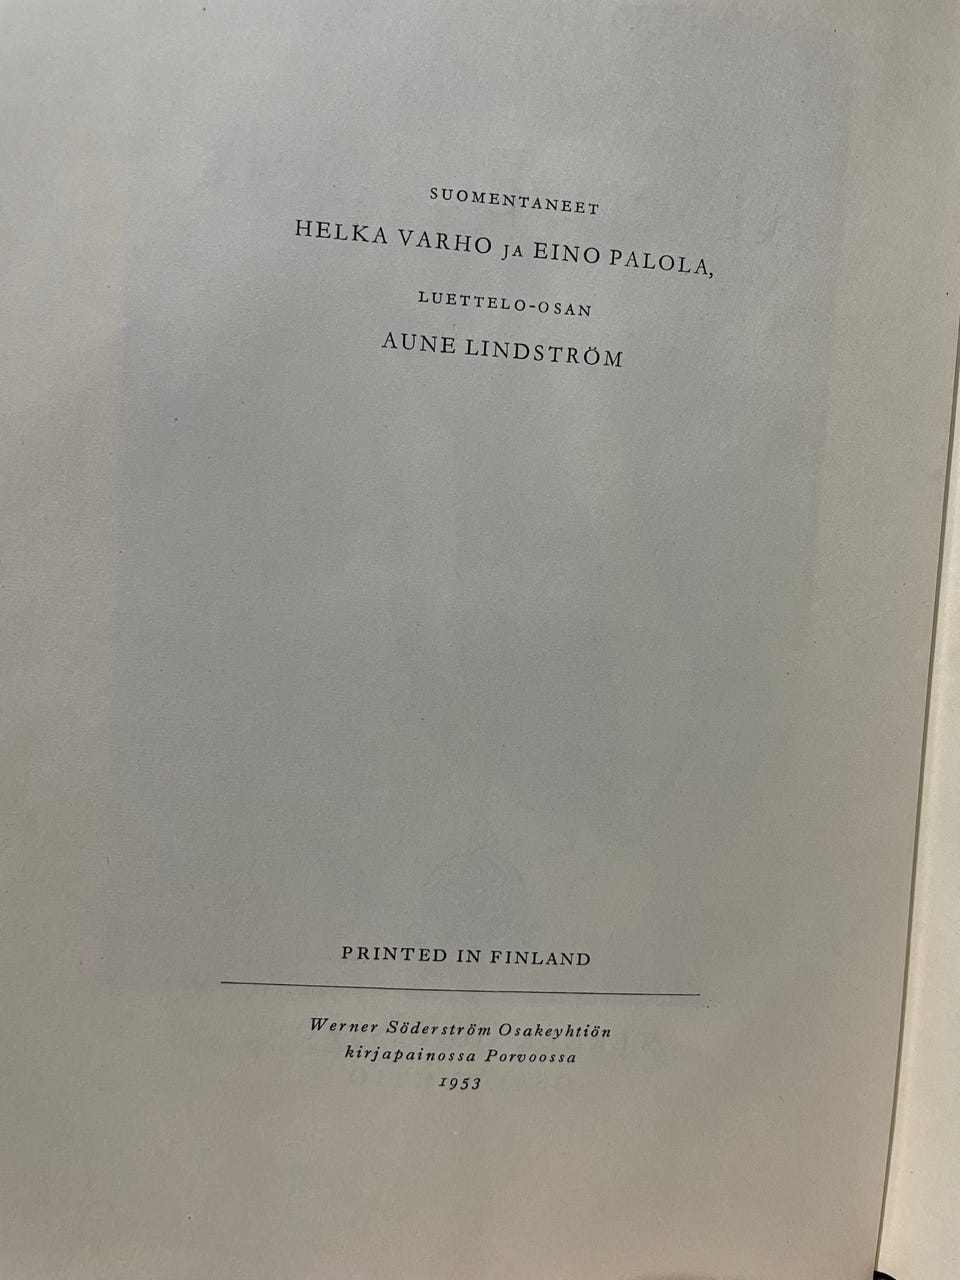 SUOMENTANEET
HELKA VARHO JA EINO PALOLA,
LUETTELO-OSAN
AUNE LINDSTRÖM
PRINTED IN FINLAND
Werner Söderström Osakeyhtiön
kirjapainossa Porvoossa
1953